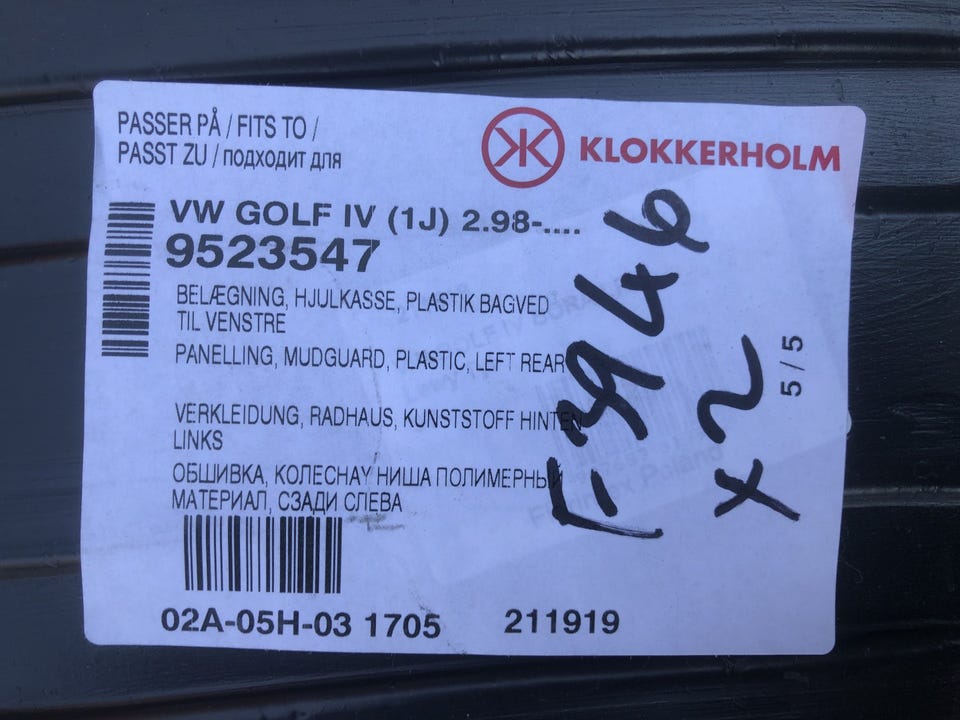 PASSER PÅ / FITS TO /
PASST ZU / подходит для
KLOKKERHOLM
VW GOLF IV (1J) 2.98-....
9523547
BELÆGNING, HJULKASSE, PLASTIK BAGVED
TIL VENSTRE
PANELLING, MUDGUARD, PLASTIC, LEFT REAR
VERKLEIDUNG, RADHAUS, KUNSTSTOFF HINTEN
LINKS
ОБШИВКА, КОЛЕСНАУ НИША ПОЛИМЕРНЫЙ
МАТЕРИАЛ, СЗАДИ СЛЕВА
02A-05H-03 1705
211919
x 2
5 / 5